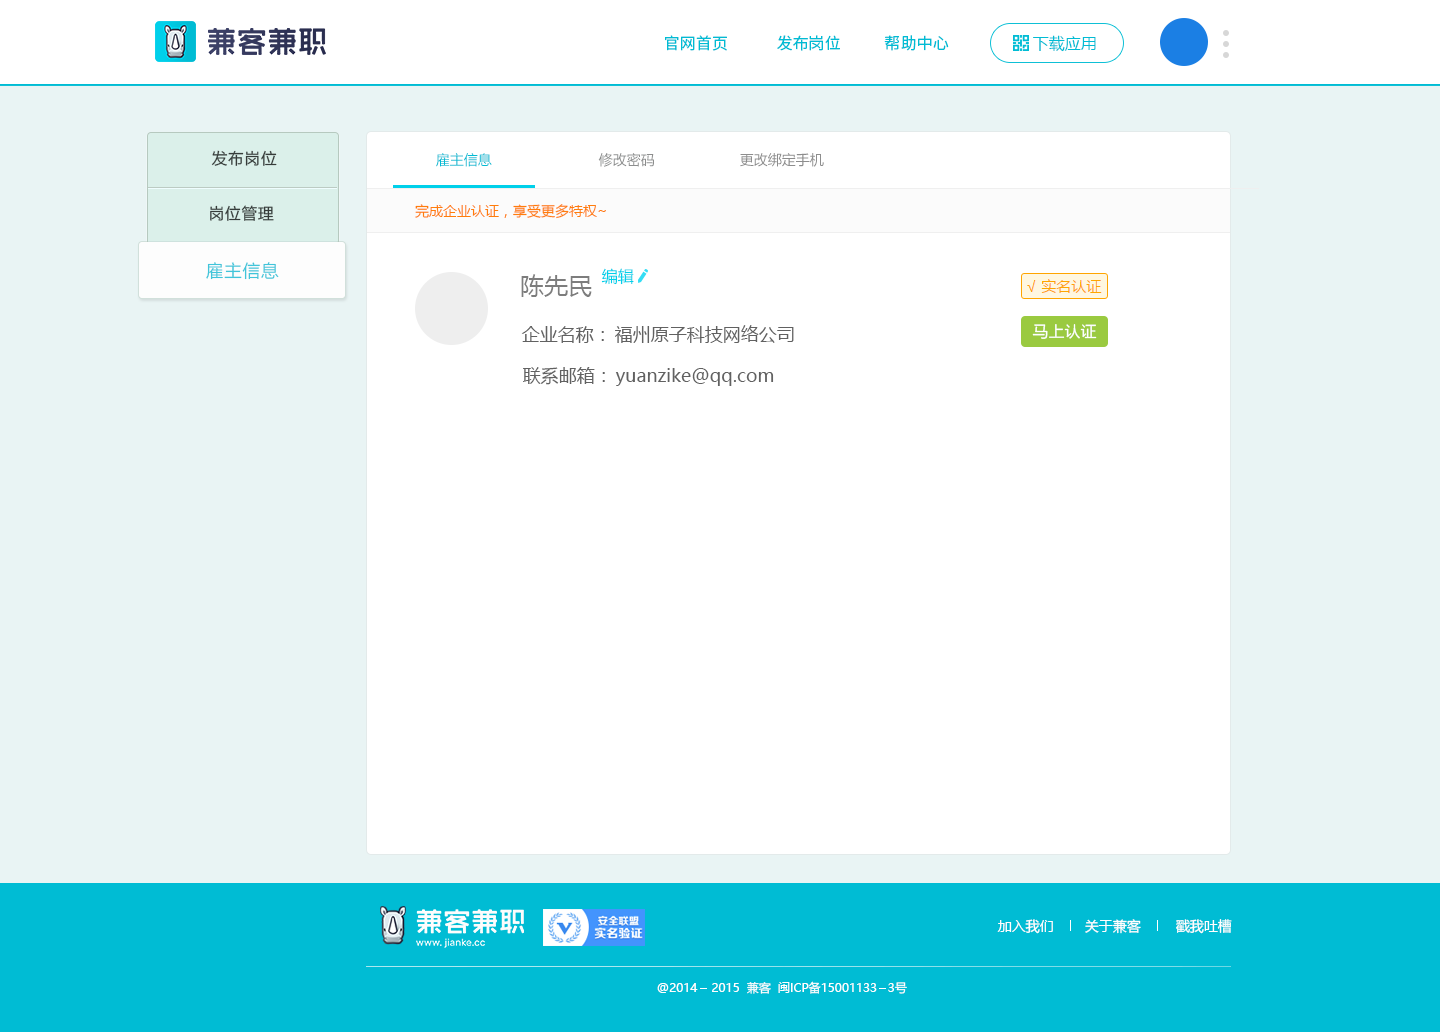 兼客兼职
官网首页 发布岗位 帮助中心 下载应用
发布岗位
岗位管理
雇主信息
雇主信息 修改密码 更改绑定手机
完成企业认证，享受更多特权~
陈先民 编辑
√ 实名认证
企业名称： 福州原子科技网络公司
马上认证
联系邮箱： yuanzike@qq.com
兼客兼职
www.jianke.cc
安全联盟
实名验证
加入我们 | 关于兼客 | 戳我吐槽
@2014－2015 兼客 闽ICP备15001133－3号